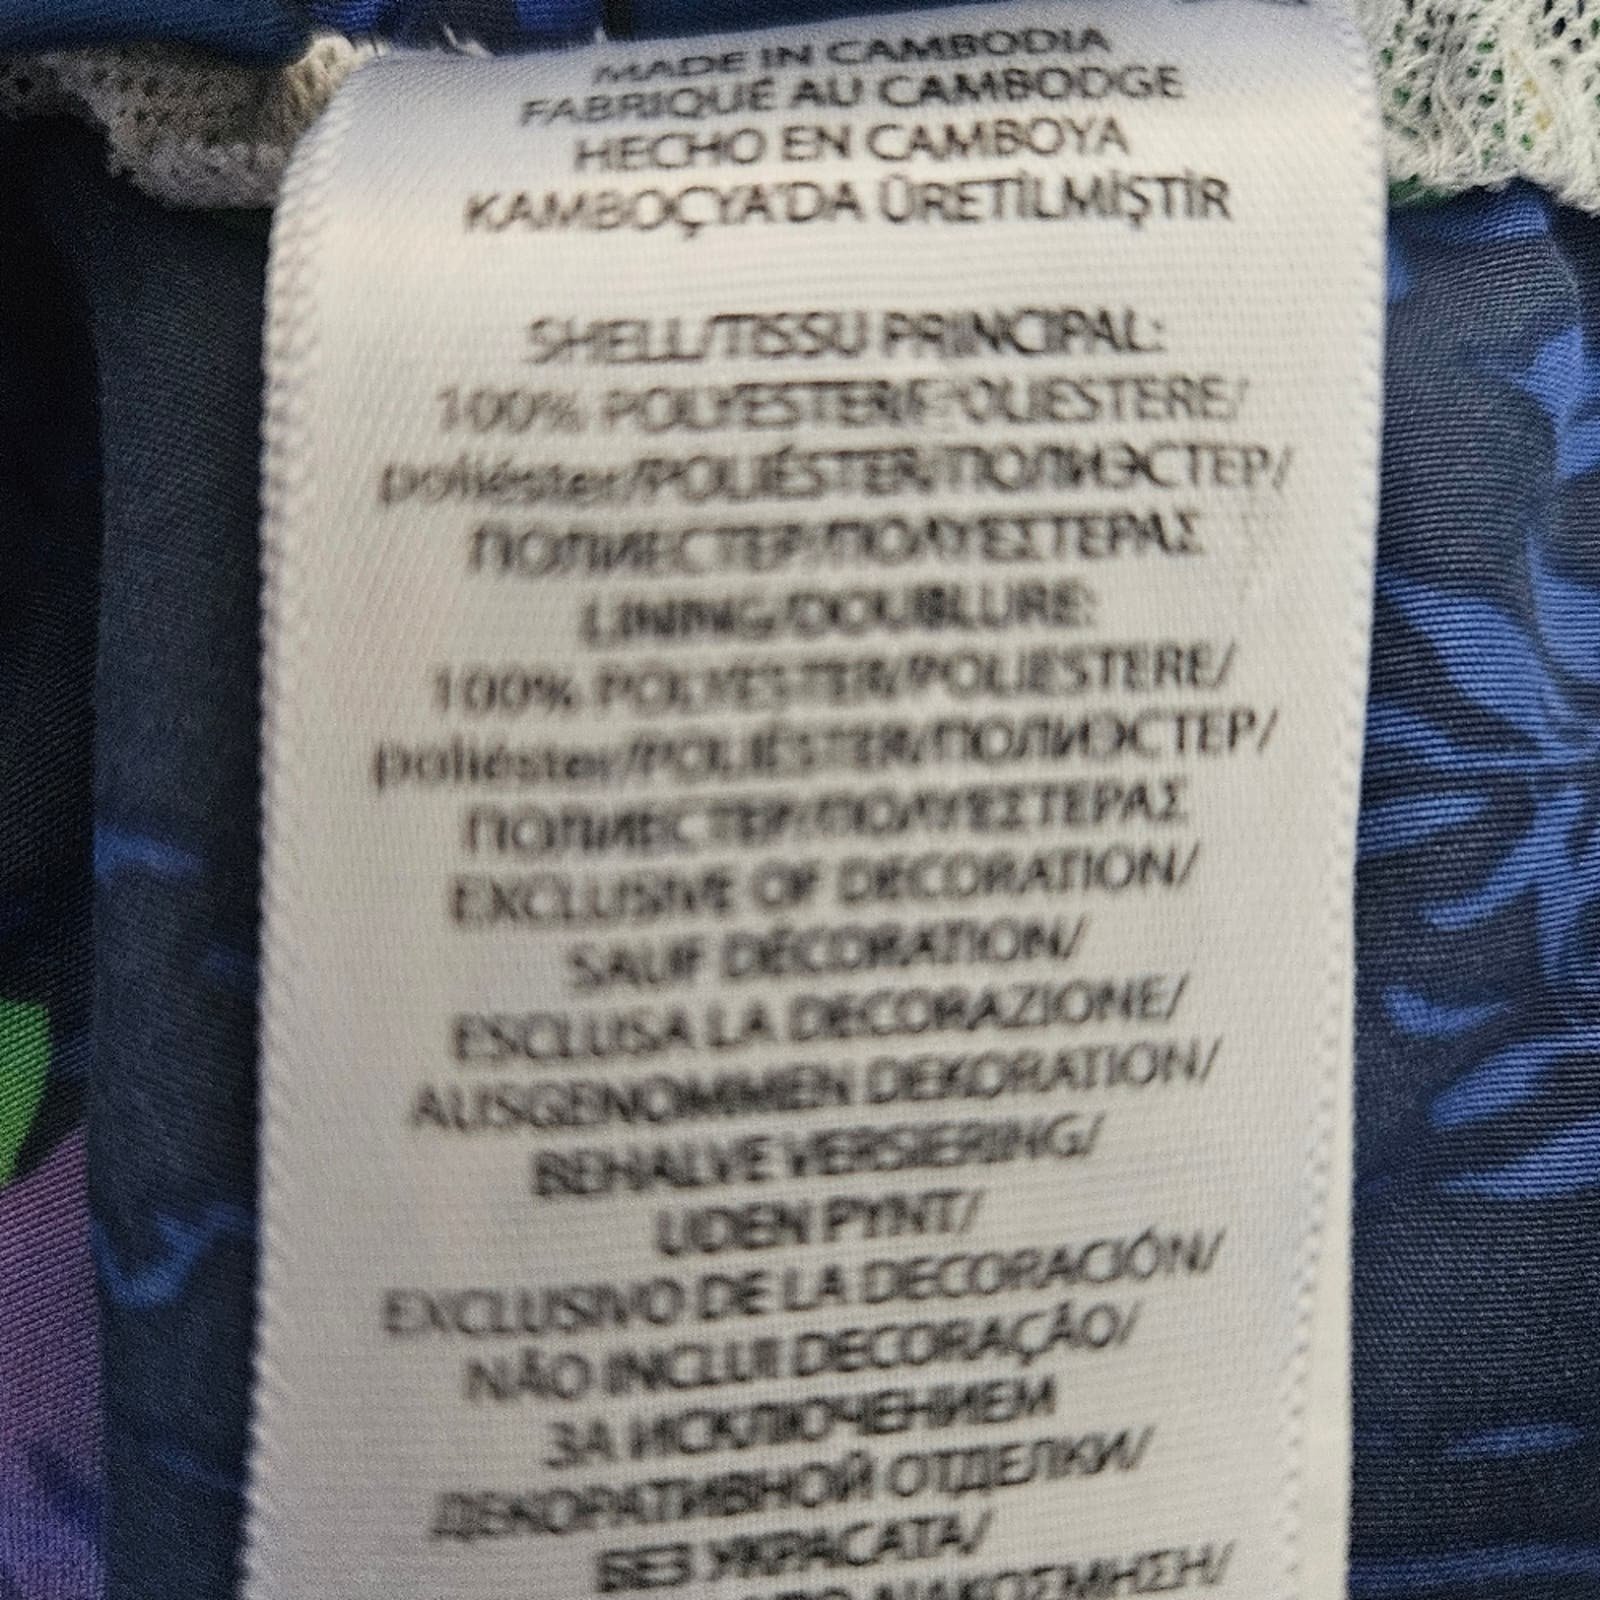 MADE IN CAMBODIA
FABRIQUÉ AU CAMBODGE
HECHO EN CAMBOYA
KAMBOÇYA'DA ÜRETİLMİŞTİR
SHELL/TISSU PRINCIPAL:
100% POLYESTER/POLIESTERE/
poliéster/POLIÉSTER/ПОЛИЭСТЕР/
ПОЛИЕСТЕР/ΠΟΛΥΕΣΤΕΡΑΣ
LINING/DOUBLURE:
100% POLYESTER/POLIESTERE/
poliéster/POLIÉSTER/ПОЛИЭСТЕР/
ПОЛИЕСТЕР/ΠΟΛΥΕΣΤΕΡΑΣ
EXCLUSIVE OF DECORATION/
SAUF DÉCORATION/
ESCLUSA LA DECORAZIONE/
AUSGENOMMEN DEKORATION/
BEHALVE VERSIERING/
UDEN PYNT/
EXCLUSIVO DE LA DECORACIÓN/
NÃO INCLUI DECORAÇÃO/
ЗА ИСКЛЮЧЕНИЕМ
ДЕКОРАТИВНОЙ ОТДЕЛКИ/
БЕЗ УКРАСАТА/